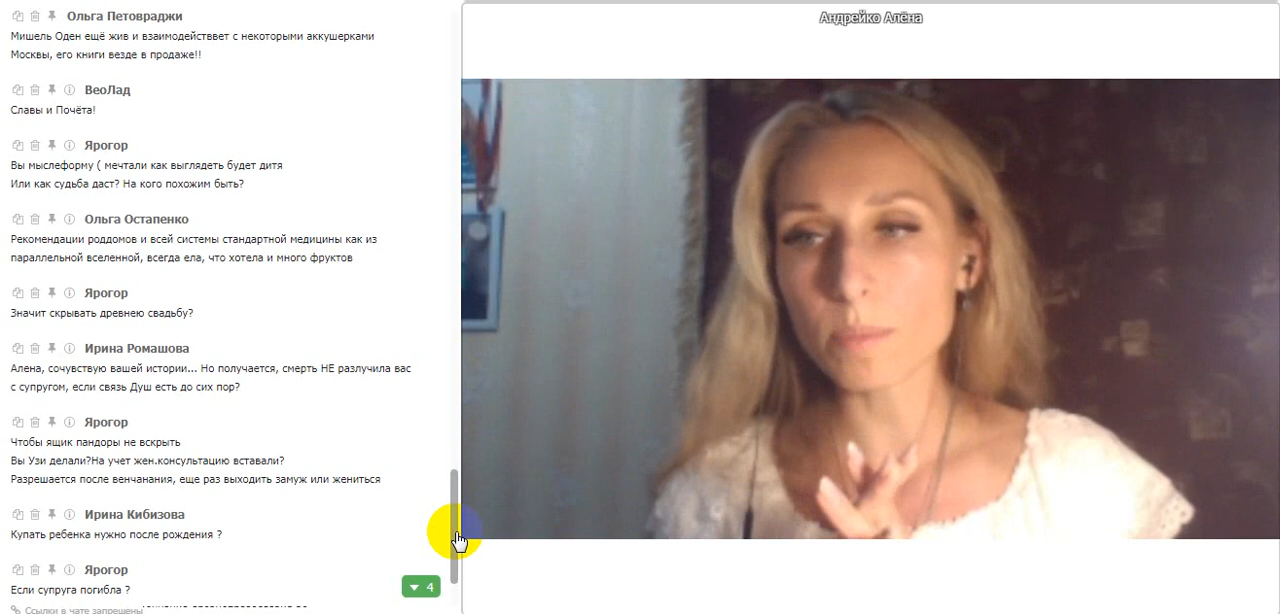 Ольга Петовраджи
Мишель Оден ещё жив и взаимодействвет с некоторыми аккушерками
Москвы, его книги везде в продаже!!
ВеоЛад
Славы и Почёта!
Ярогор
Вы мыслеформу ( мечтали как выглядеть будет дитя
Или как судьба даст? На кого похожим быть?
Ольга Остапенко
Рекомендации роддомов и всей системы стандартной медицины как из
параллельной вселенной, всегда ела, что хотела и много фруктов
Ярогор
Значит скрывать древнею свадьбу?
Ирина Ромашова
Алена, сочувствую вашей истории... Но получается, смерть НЕ разлучила вас
с супругом, если связь Душ есть до сих пор?
Ярогор
Чтобы ящик пандоры не вскрыть
Вы Узи делали?На учет жен.консультацию вставали?
Разрешается после венчанания, еще раз выходить замуж или жениться
Ирина Кибизова
Купать ребенка нужно после рождения ?
Ярогор
Если супруга погибла ?
4
Ссылки в чате запрещены
Андрейко Алёна